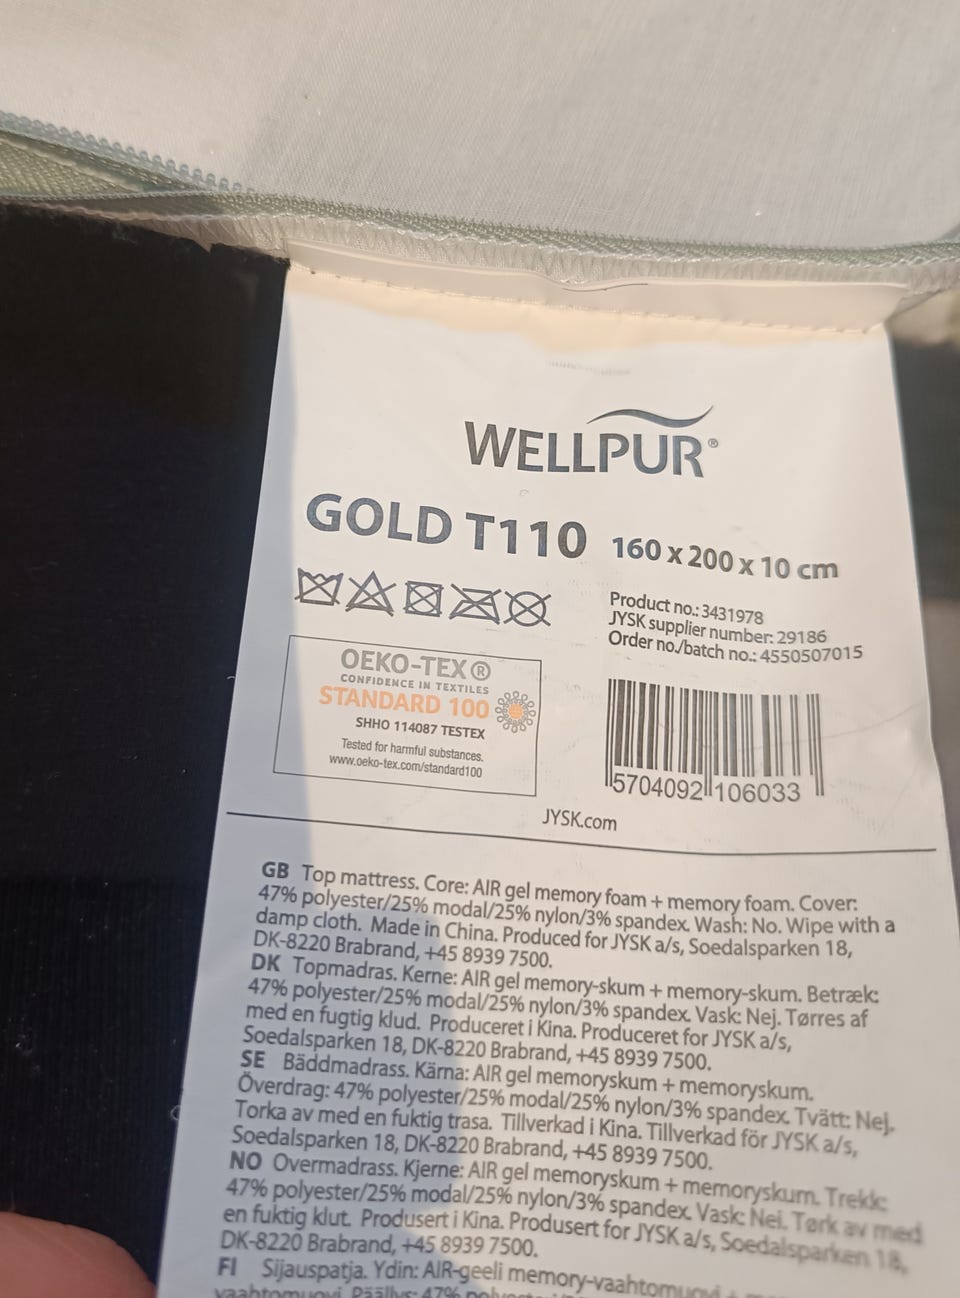 WELLPUR®
GOLD T110 160 x 200 x 10 cm
Product no.: 3431978
JYSK supplier number: 29186
Order no./batch no.: 4550507015
OEKO-TEX®
CONFIDENCE IN TEXTILES
STANDARD 100
SHHO 114087 TESTEX
Tested for harmful substances.
www.oeko-tex.com/standard100
5704092 106033
JYSK.com
GB Top mattress. Core: AIR gel memory foam + memory foam. Cover:
47% polyester/25% modal/25% nylon/3% spandex. Wash: No. Wipe with a
damp cloth. Made in China. Produced for JYSK a/s, Soedalsparken 18,
DK-8220 Brabrand, +45 8939 7500.
DK Topmadras. Kerne: AIR gel memory-skum + memory-skum. Betræk:
47% polyester/25% modal/25% nylon/3% spandex. Vask: Nej. Tørres af
med en fugtig klud. Produceret i Kina. Produceret for JYSK a/s,
Soedalsparken 18, DK-8220 Brabrand, +45 8939 7500.
SE Bäddmadrass. Kärna: AIR gel memoryskum + memoryskum.
Överdrag: 47% polyester/25% modal/25% nylon/3% spandex. Tvätt: Nej.
Torka av med en fuktig trasa. Tillverkad i Kina. Tillverkad för JYSK a/s,
Soedalsparken 18, DK-8220 Brabrand, +45 8939 7500.
NO Overmadrass. Kjerne: AIR gel memoryskum + memoryskum. Trekk:
47% polyester/25% modal/25% nylon/3% spandex. Vask: Nei. Tørk av med
en fuktig klut. Produsert i Kina. Produsert for JYSK a/s, Soedalsparken 18,
DK-8220 Brabrand, +45 8939 7500.
FI Sijauspatja. Ydin: AIR-geeli memory-vaahtomuovi +
vaahtomuovi. Päällys: 47%